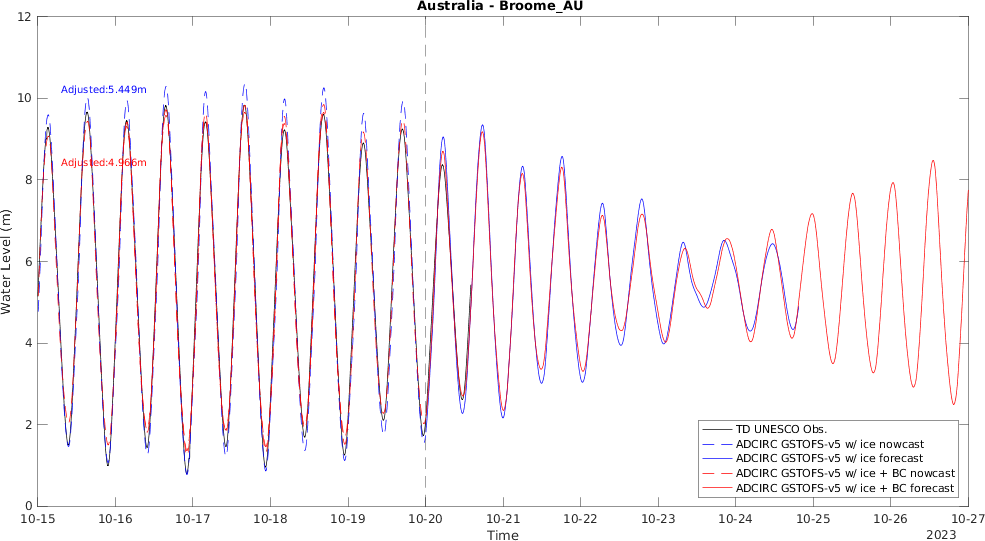 Australia - Broome_AU
12
10
8
6
4
2
0
Water Level (m)
Adjusted:5.449m
Adjusted:4.966m
TD UNESCO Obs.
ADCIRC GSTOFS-v5 w/ ice nowcast
ADCIRC GSTOFS-v5 w/ ice forecast
ADCIRC GSTOFS-v5 w/ ice + BC nowcast
ADCIRC GSTOFS-v5 w/ ice + BC forecast
10-15 10-16 10-17 10-18 10-19 10-20 10-21 10-22 10-23 10-24 10-25 10-26 10-27
Time
2023